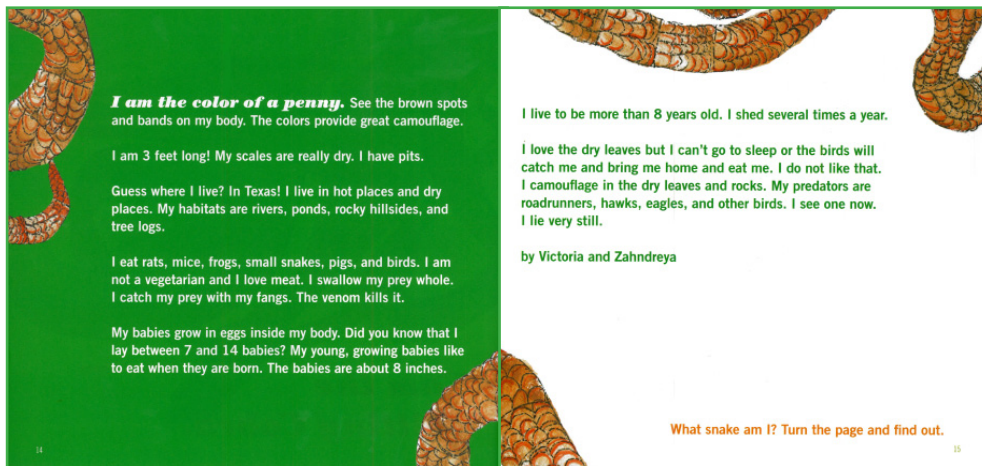 I am the color of a penny. See the brown spots
and bands on my body. The colors provide great camouflage.
I am 3 feet long! My scales are really dry. I have pits.
Guess where I live? In Texas! I live in hot places and dry
places. My habitats are rivers, ponds, rocky hillsides, and
tree logs.
I eat rats, mice, frogs, small snakes, pigs, and birds. I am
not a vegetarian and I love meat. I swallow my prey whole.
I catch my prey with my fangs. The venom kills it.
My babies grow in eggs inside my body. Did you know that I
lay between 7 and 14 babies? My young, growing babies like
to eat when they are born. The babies are about 8 inches.
14
I live to be more than 8 years old. I shed several times a year.
I love the dry leaves but I can't go to sleep or the birds will
catch me and bring me home and eat me. I do not like that.
I camouflage in the dry leaves and rocks. My predators are
roadrunners, hawks, eagles, and other birds. I see one now.
I lie very still.
by Victoria and Zahndreya
What snake am I? Turn the page and find out.
15